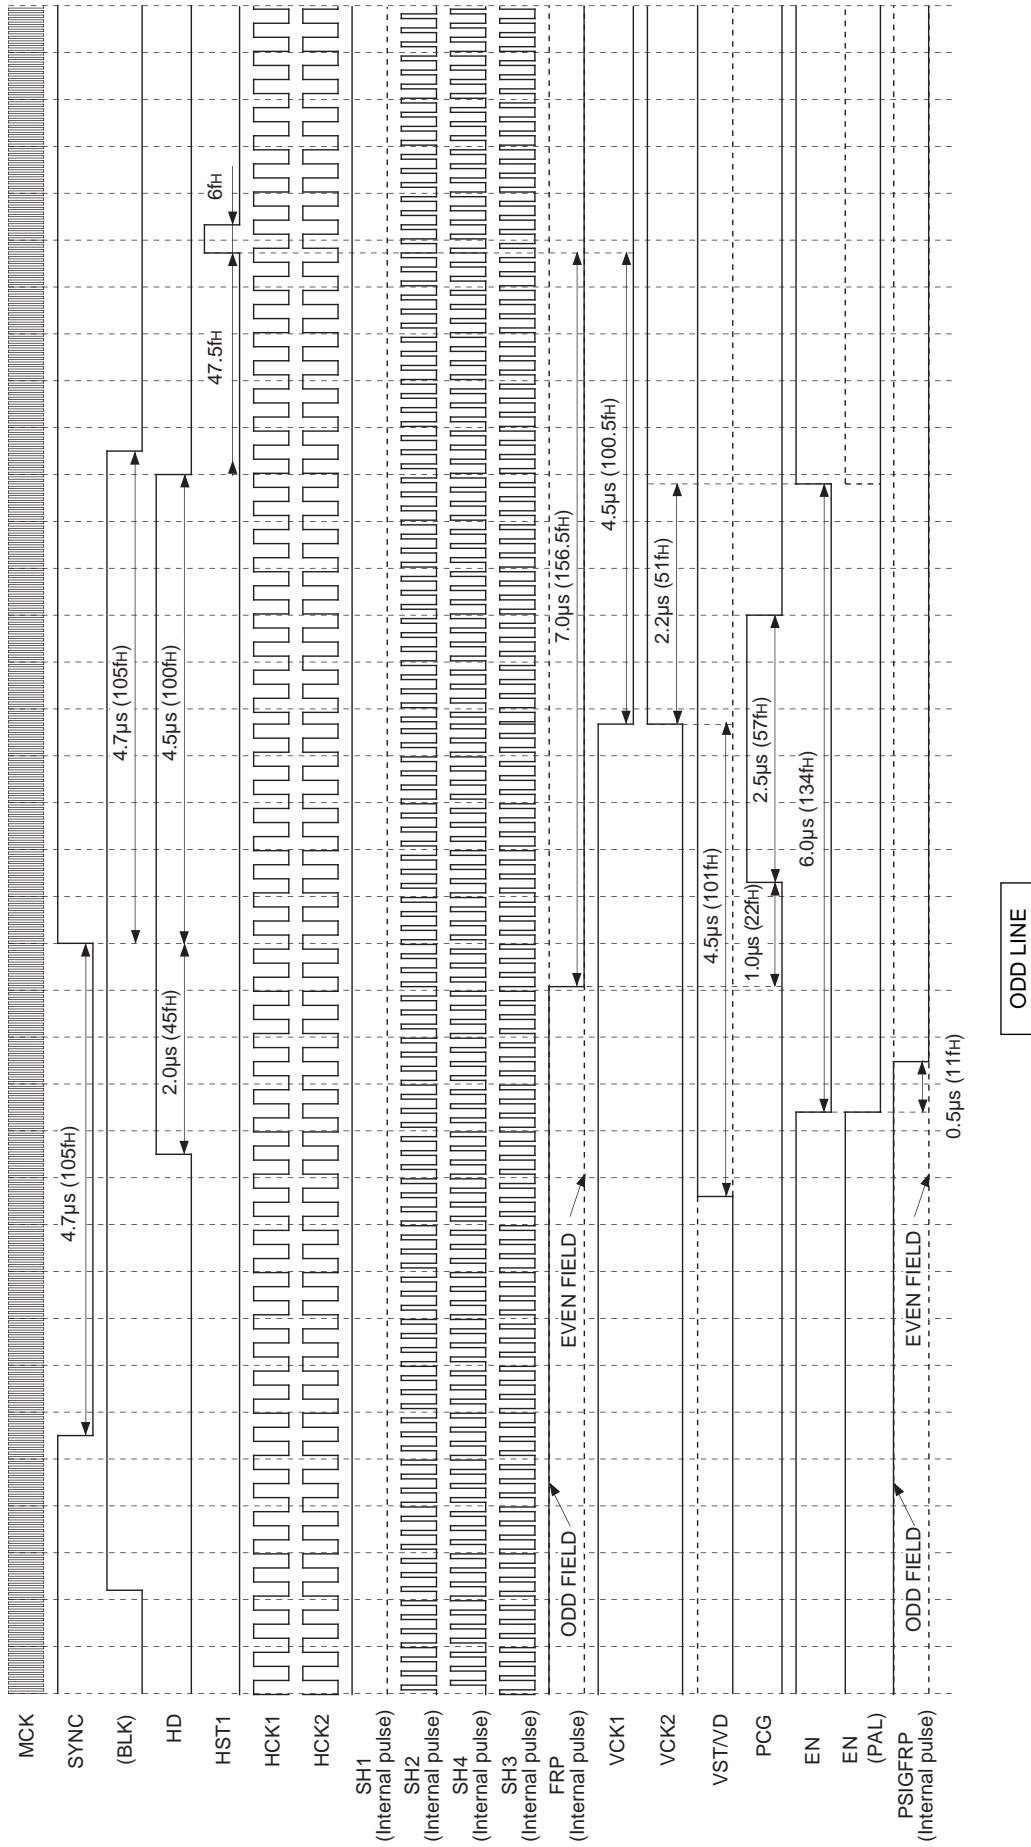 MCK
SYNC
(BLK)
HD
HST1
HCK1
HCK2
SH1
(Internal pulse)
SH2
(Internal pulse)
SH4
(Internal pulse)
SH3
(Internal pulse)
FRP
(Internal pulse)
VCK1
VCK2
VST/VD
PCG
EN
EN
(PAL)
PSIGFRP
(Internal pulse)
4.7µs (105fH)
4.7µs (105fH)
2.0µs (45fH)
4.5µs (100fH)
47.5fH
6fH
ODD FIELD
EVEN FIELD
7.0µs (156.5fH)
4.5µs (100.5fH)
2.2µs (51fH)
4.5µs (101fH)
1.0µs (22fH)
2.5µs (57fH)
6.0µs (134fH)
ODD FIELD
EVEN FIELD
0.5µs (11fH)
ODD LINE